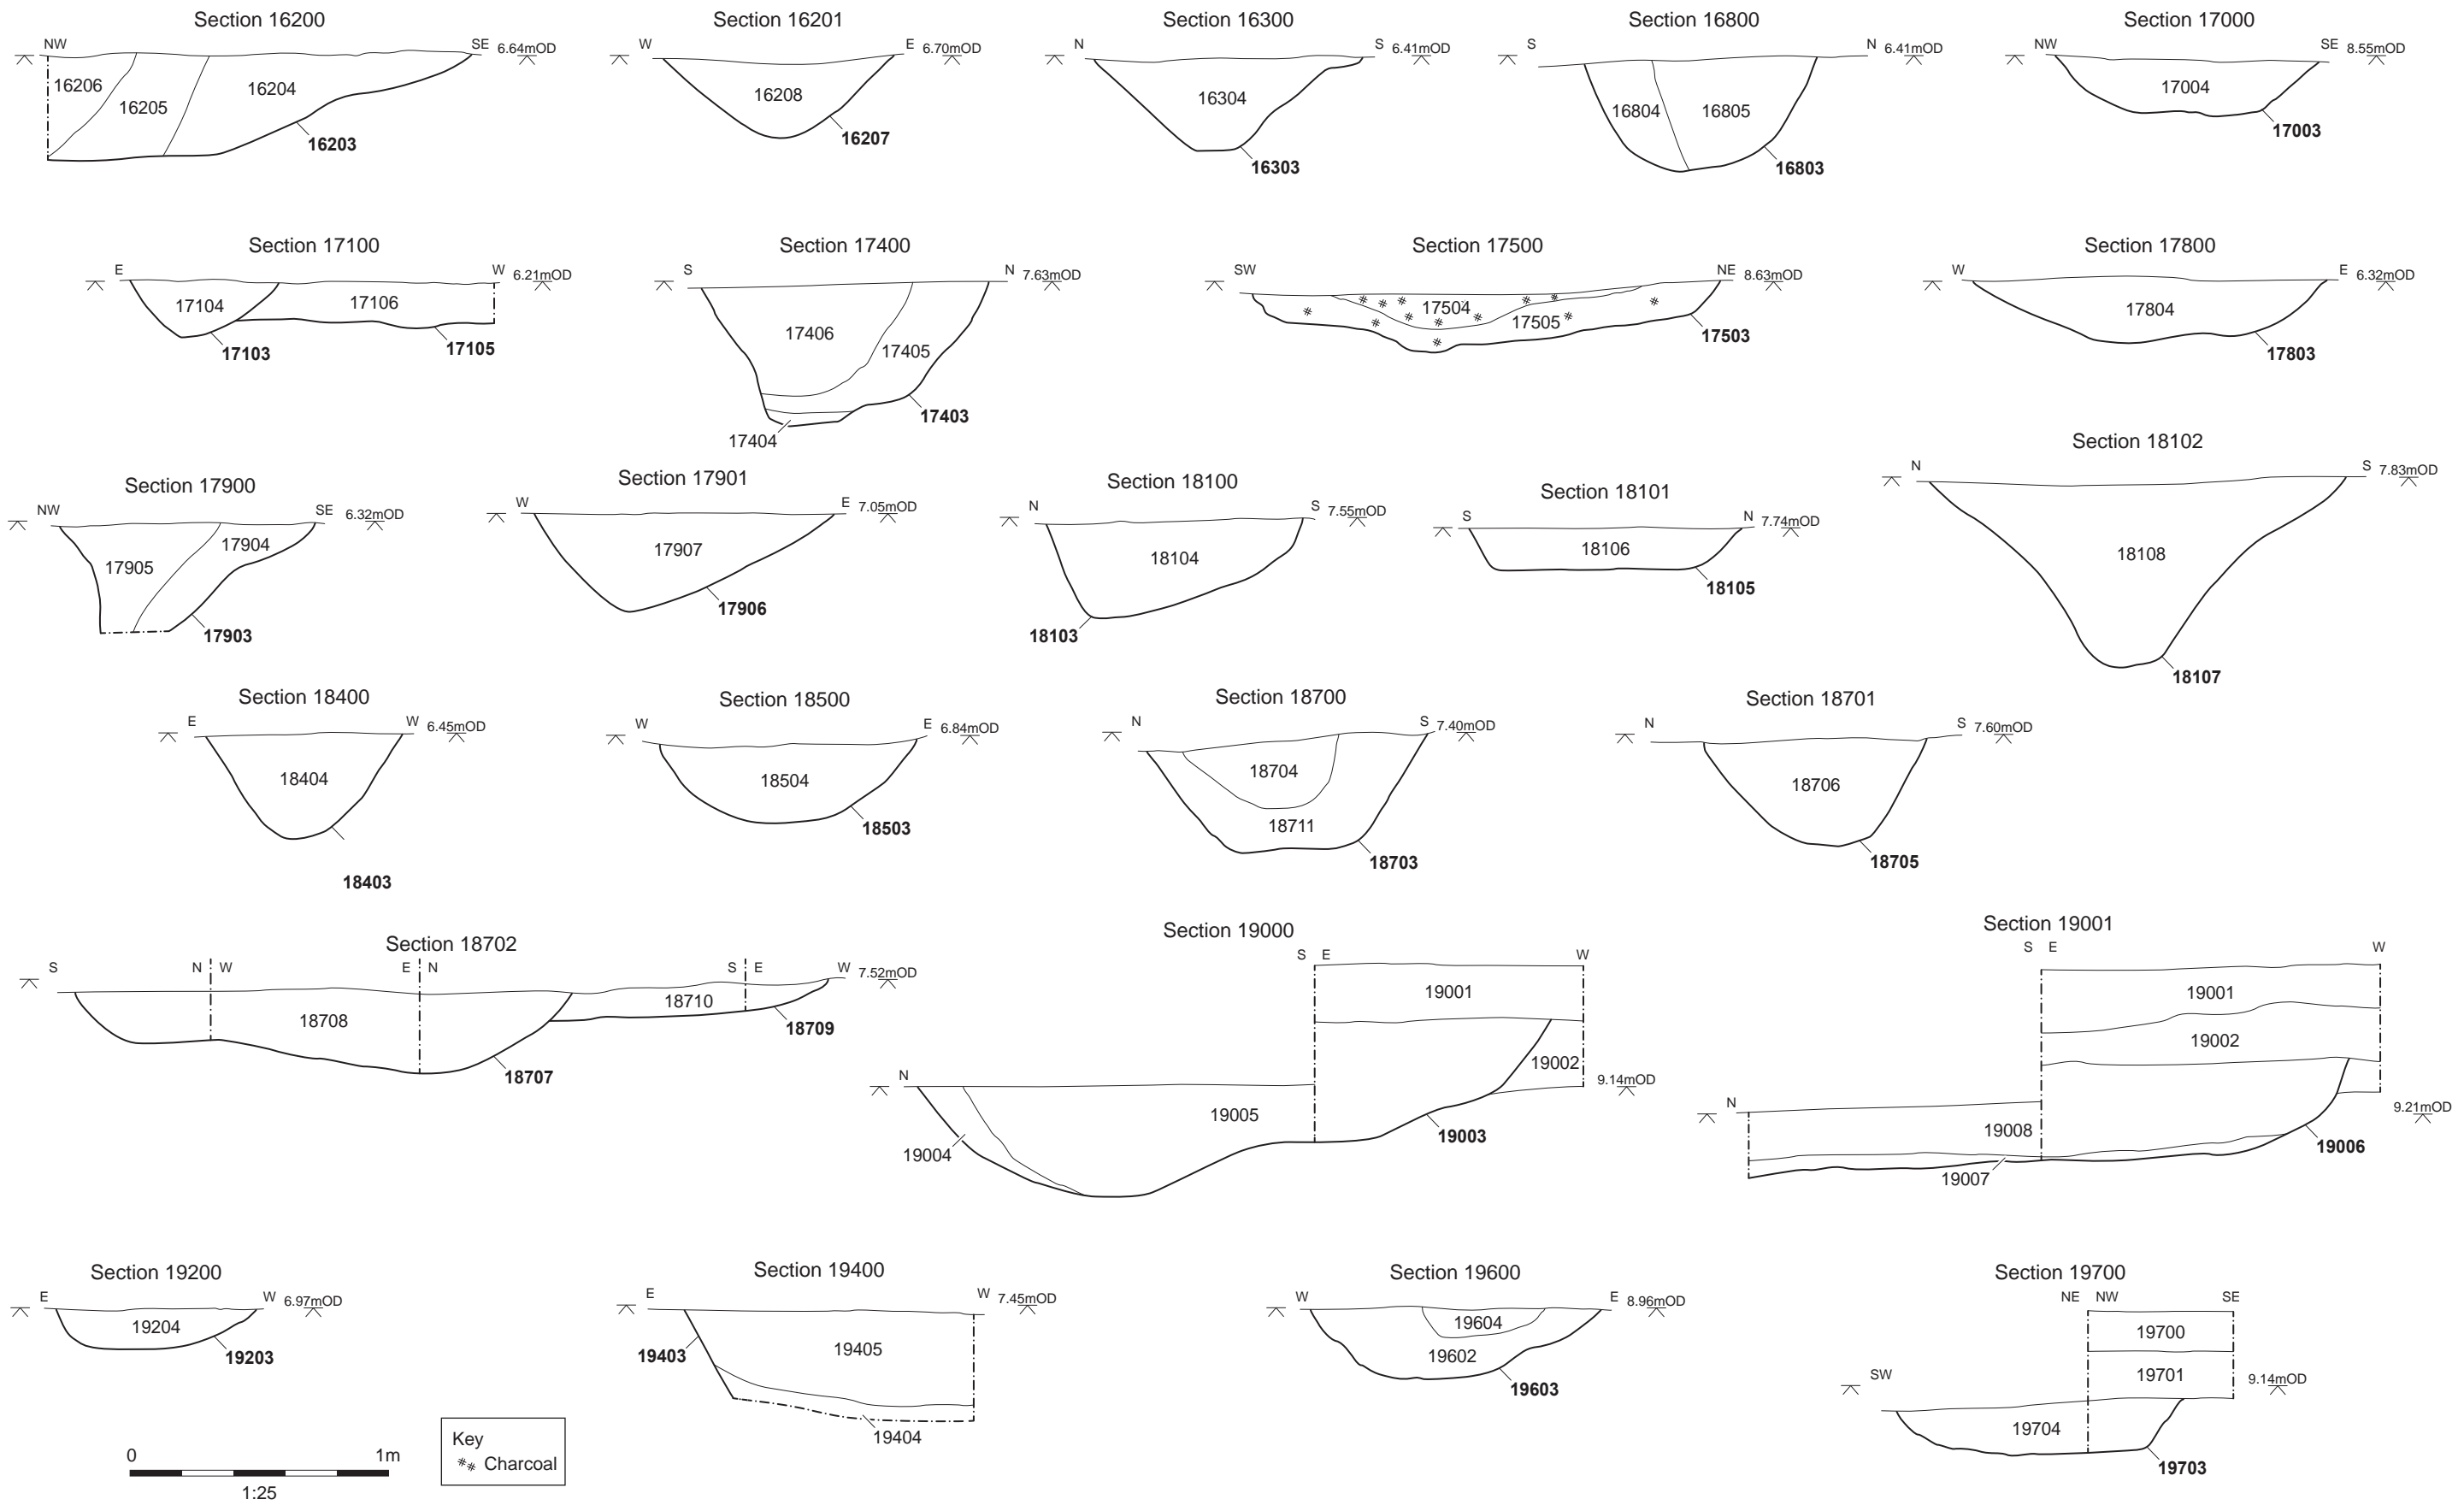 Section 16200
NW
SE 6.64mOD
16206
16205
16204
16203
Section 16201
W
E 6.70mOD
16208
16207
Section 16300
N
S 6.41mOD
16304
16303
Section 16800
S
N 6.41mOD
16804
16805
16803
Section 17000
NW
SE 8.55mOD
17004
17003
Section 17100
E
W 6.21mOD
17104
17106
17103
17105
Section 17400
S
N 7.63mOD
17406
17405
17403
17404
Section 17500
SW
NE 8.63mOD
17504
17505
17503
Section 17800
W
E 6.32mOD
17804
17803
Section 17900
NW
SE 6.32mOD
17905
17904
17903
Section 17901
W
E 7.05mOD
17907
17906
Section 18100
N
S 7.55mOD
18104
18103
Section 18101
S
N 7.74mOD
18106
18105
Section 18102
N
S 7.83mOD
18108
18107
Section 18400
E
W 6.45mOD
18404
18403
Section 18500
W
E 6.84mOD
18504
18503
Section 18700
N
S 7.40mOD
18704
18711
18703
Section 18701
N
S 7.60mOD
18706
18705
Section 18702
S
N W
E N
S E
W 7.52mOD
18708
18710
18709
18707
Section 19000
S E
W
19001
19002
N
9.14mOD
19005
19004
19003
Section 19001
S E
W
19001
19002
N
9.21mOD
19008
19007
19006
Section 19200
E
W 6.97mOD
19204
19203
Section 19400
E
W 7.45mOD
19405
19403
19404
Section 19600
W
E 8.96mOD
19604
19602
19603
Section 19700
NE NW
SE
19700
19701
SW
9.14mOD
19704
19703
0
1m
1:25
Key
Charcoal